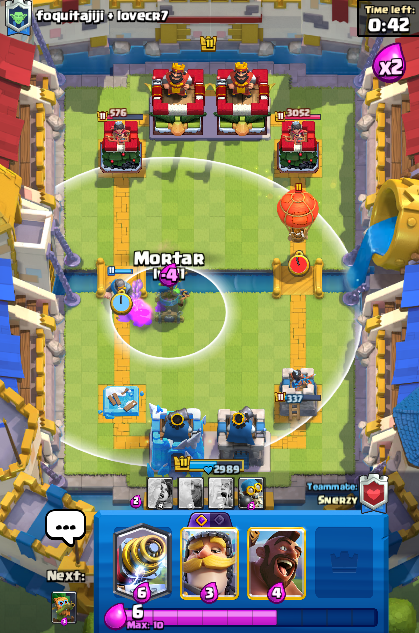 foquitajiji + lovecr7
Time left:
0:42
x2
576
3052
Mortar
-4
337
2989
Teammate:
Snerzy
...
Next:
6
3
4
6
Max: 10